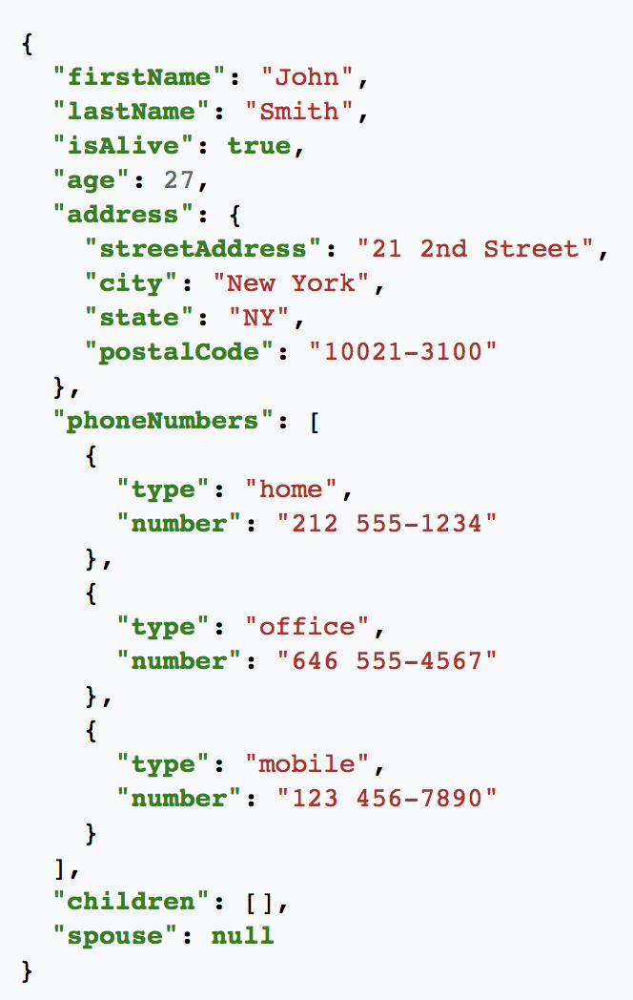 {
  "firstName": "John",
  "lastName": "Smith",
  "isAlive": true,
  "age": 27,
  "address": {
    "streetAddress": "21 2nd Street",
    "city": "New York",
    "state": "NY",
    "postalCode": "10021-3100"
  },
  "phoneNumbers": [
    {
      "type": "home",
      "number": "212 555-1234"
    },
    {
      "type": "office",
      "number": "646 555-4567"
    },
    {
      "type": "mobile",
      "number": "123 456-7890"
    }
  ],
  "children": [],
  "spouse": null
}